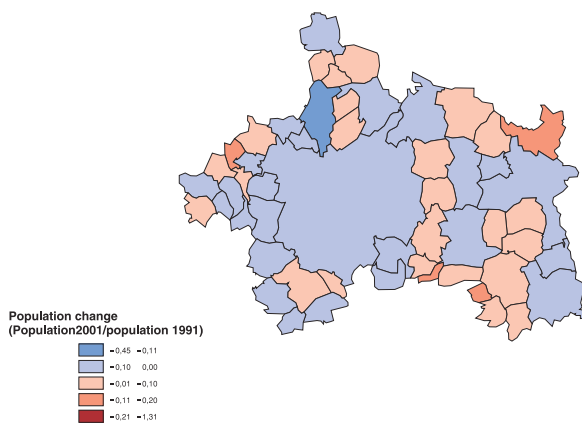 Population change
(Population2001/population 1991)
−0,45 −0,11
−0,10 0,00
−0,01 −0,10
−0,11 −0,20
−0,21 −1,31